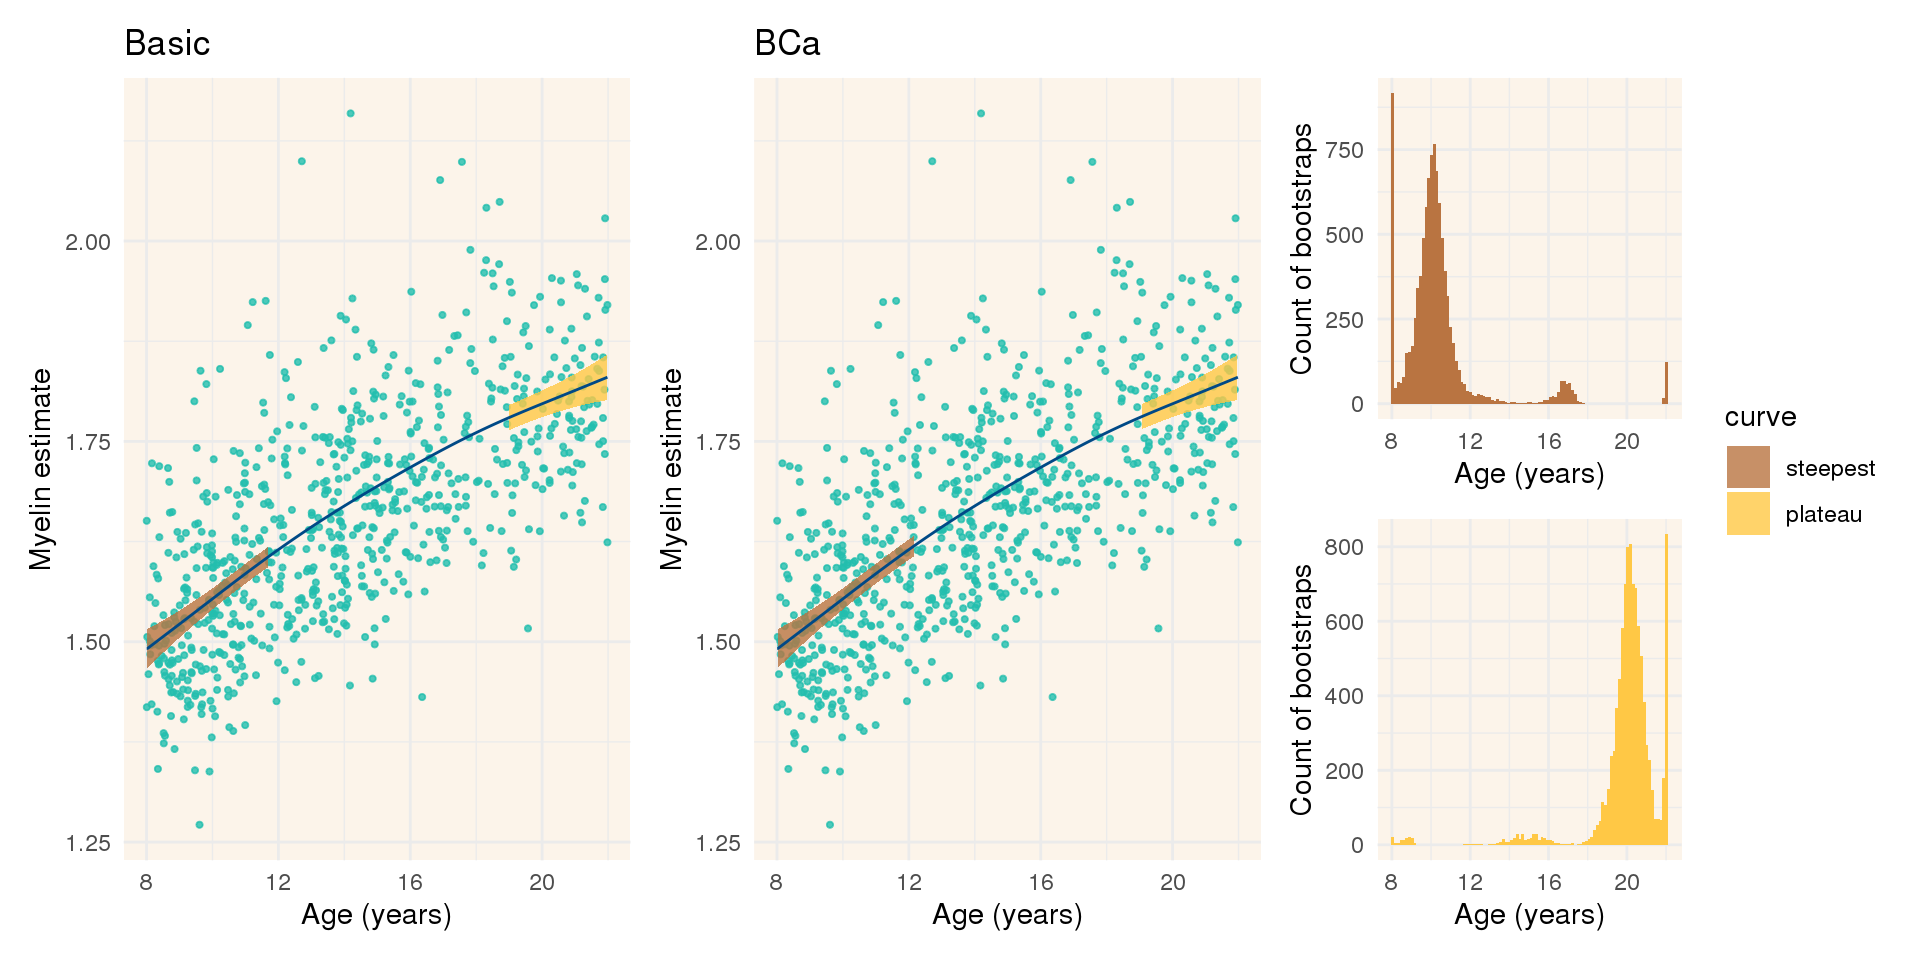 Basic
Myelin estimate
2.00
1.75
1.50
1.25
8 12 16 20
Age (years)
BCa
Myelin estimate
2.00
1.75
1.50
1.25
8 12 16 20
Age (years)
Count of bootstraps
750
500
250
0
8 12 16 20
Age (years)
Count of bootstraps
800
600
400
200
0
8 12 16 20
Age (years)
curve
steepest
plateau